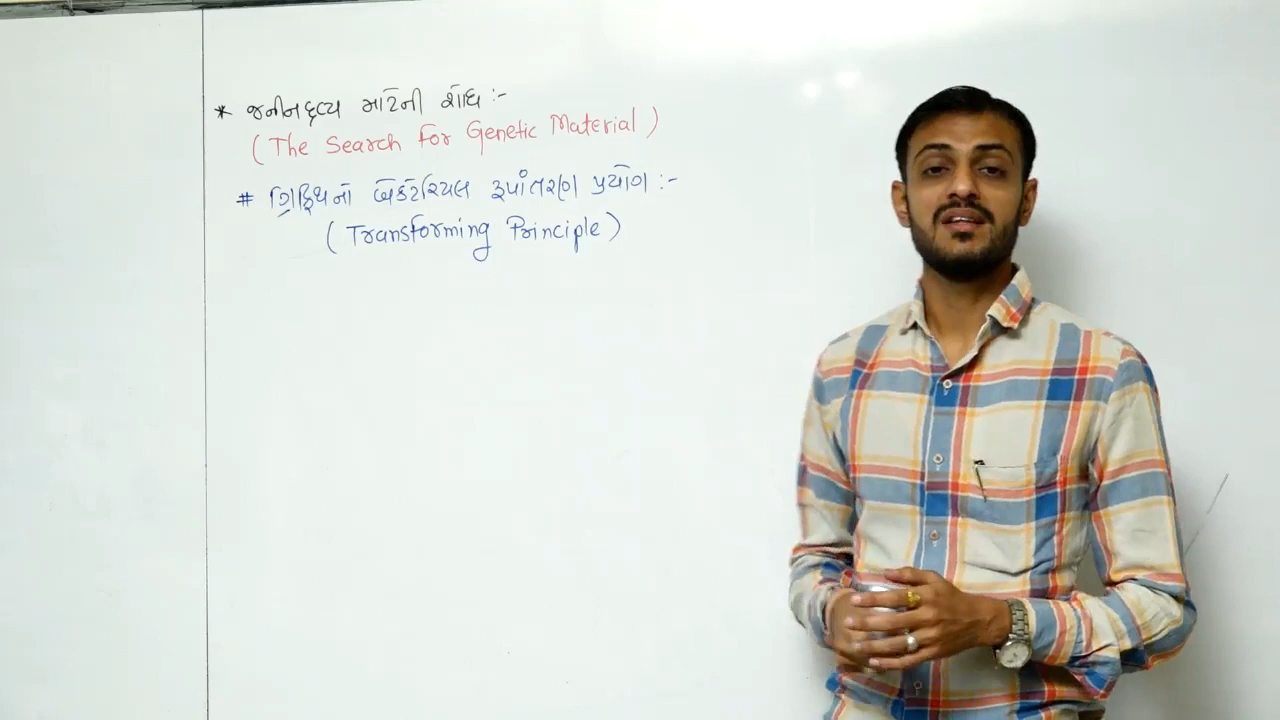 * જનીનદ્રવ્ય માટેની શોધ :-
(The Search for Genetic Material)
# ગ્રિફિથનો બેક્ટેરિયલ રૂપાંતરણ પ્રયોગ :-
(Transforming Principle)